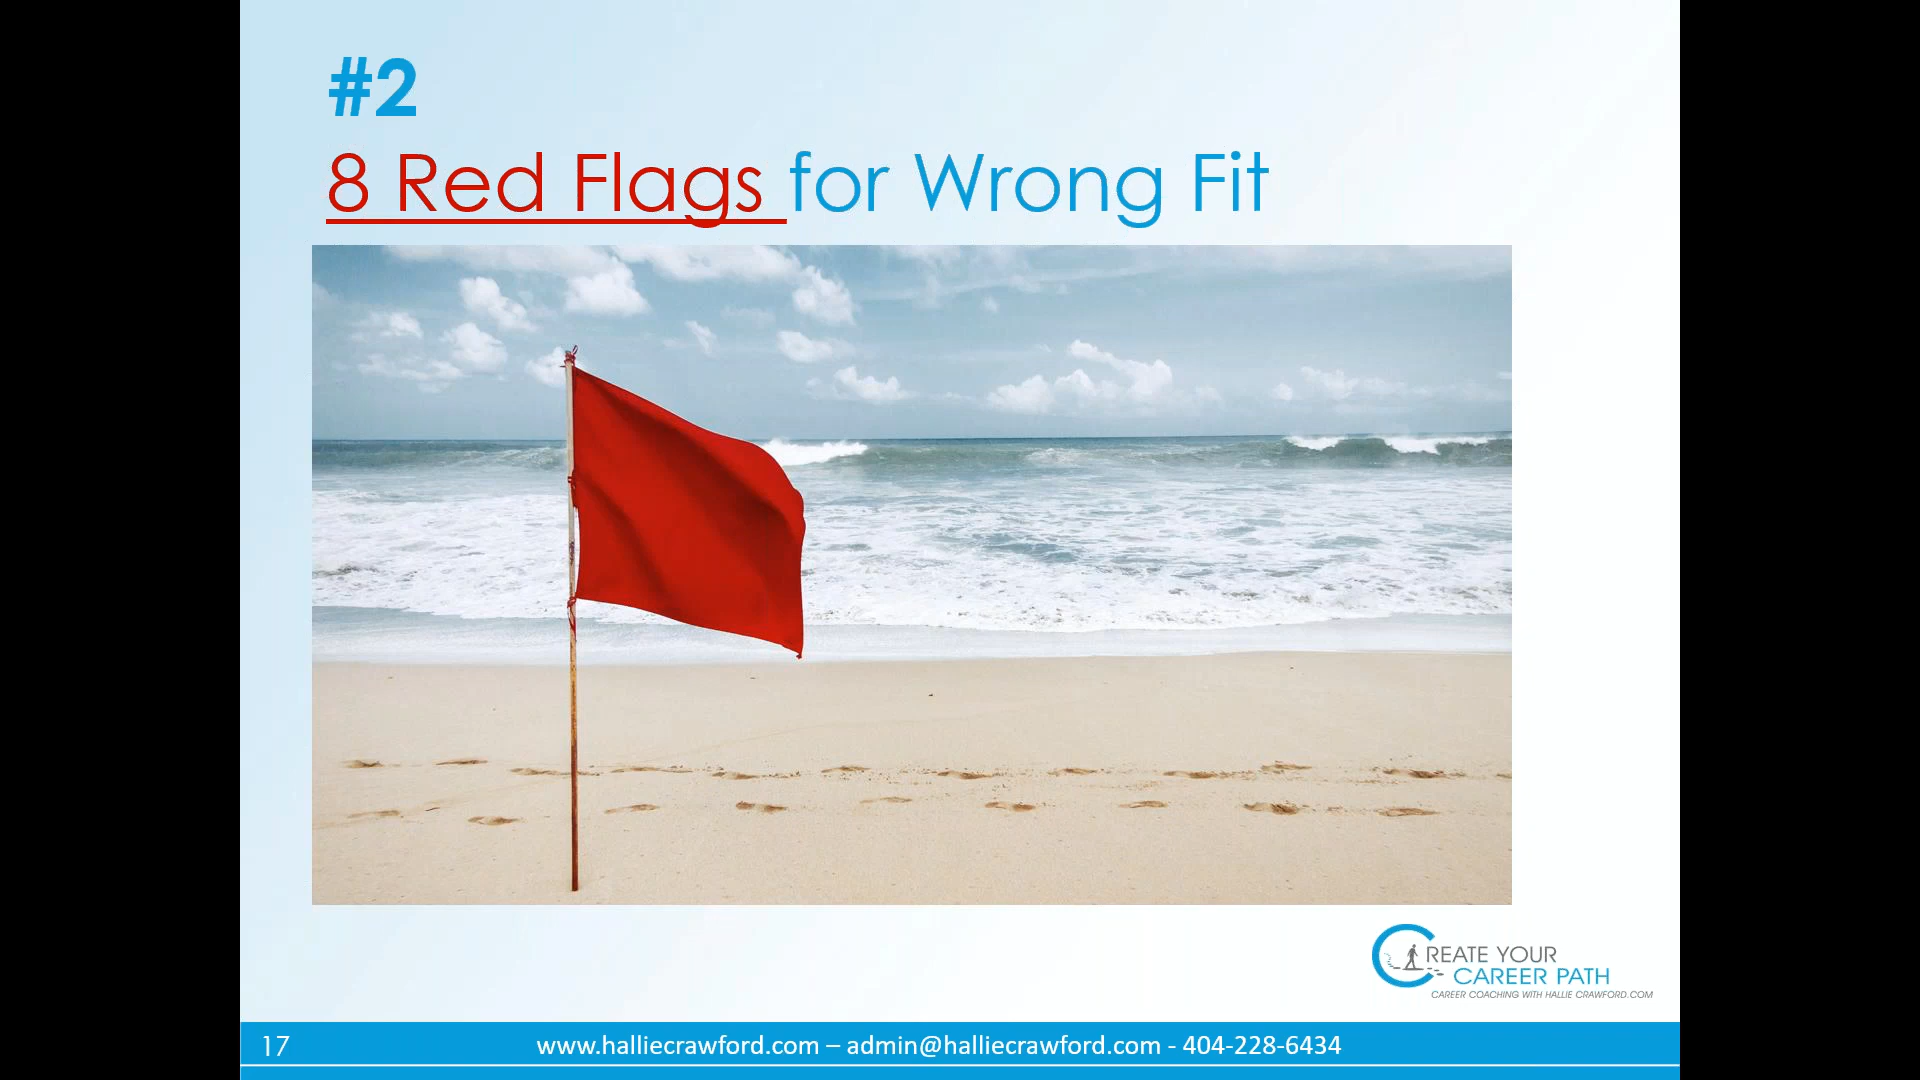 #2
8 Red Flags for Wrong Fit
CREATE YOUR
CAREER PATH
CAREER COACHING WITH HALLIE CRAWFORD.COM
17
www.halliecrawford.com – admin@halliecrawford.com - 404-228-6434